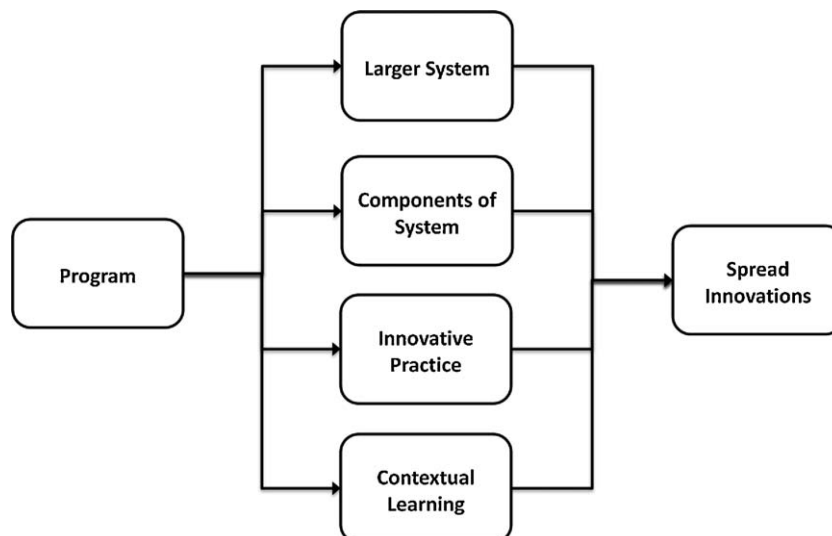 Larger System
Components of
System
Program
Spread
Innovations
Innovative
Practice
Contextual
Learning